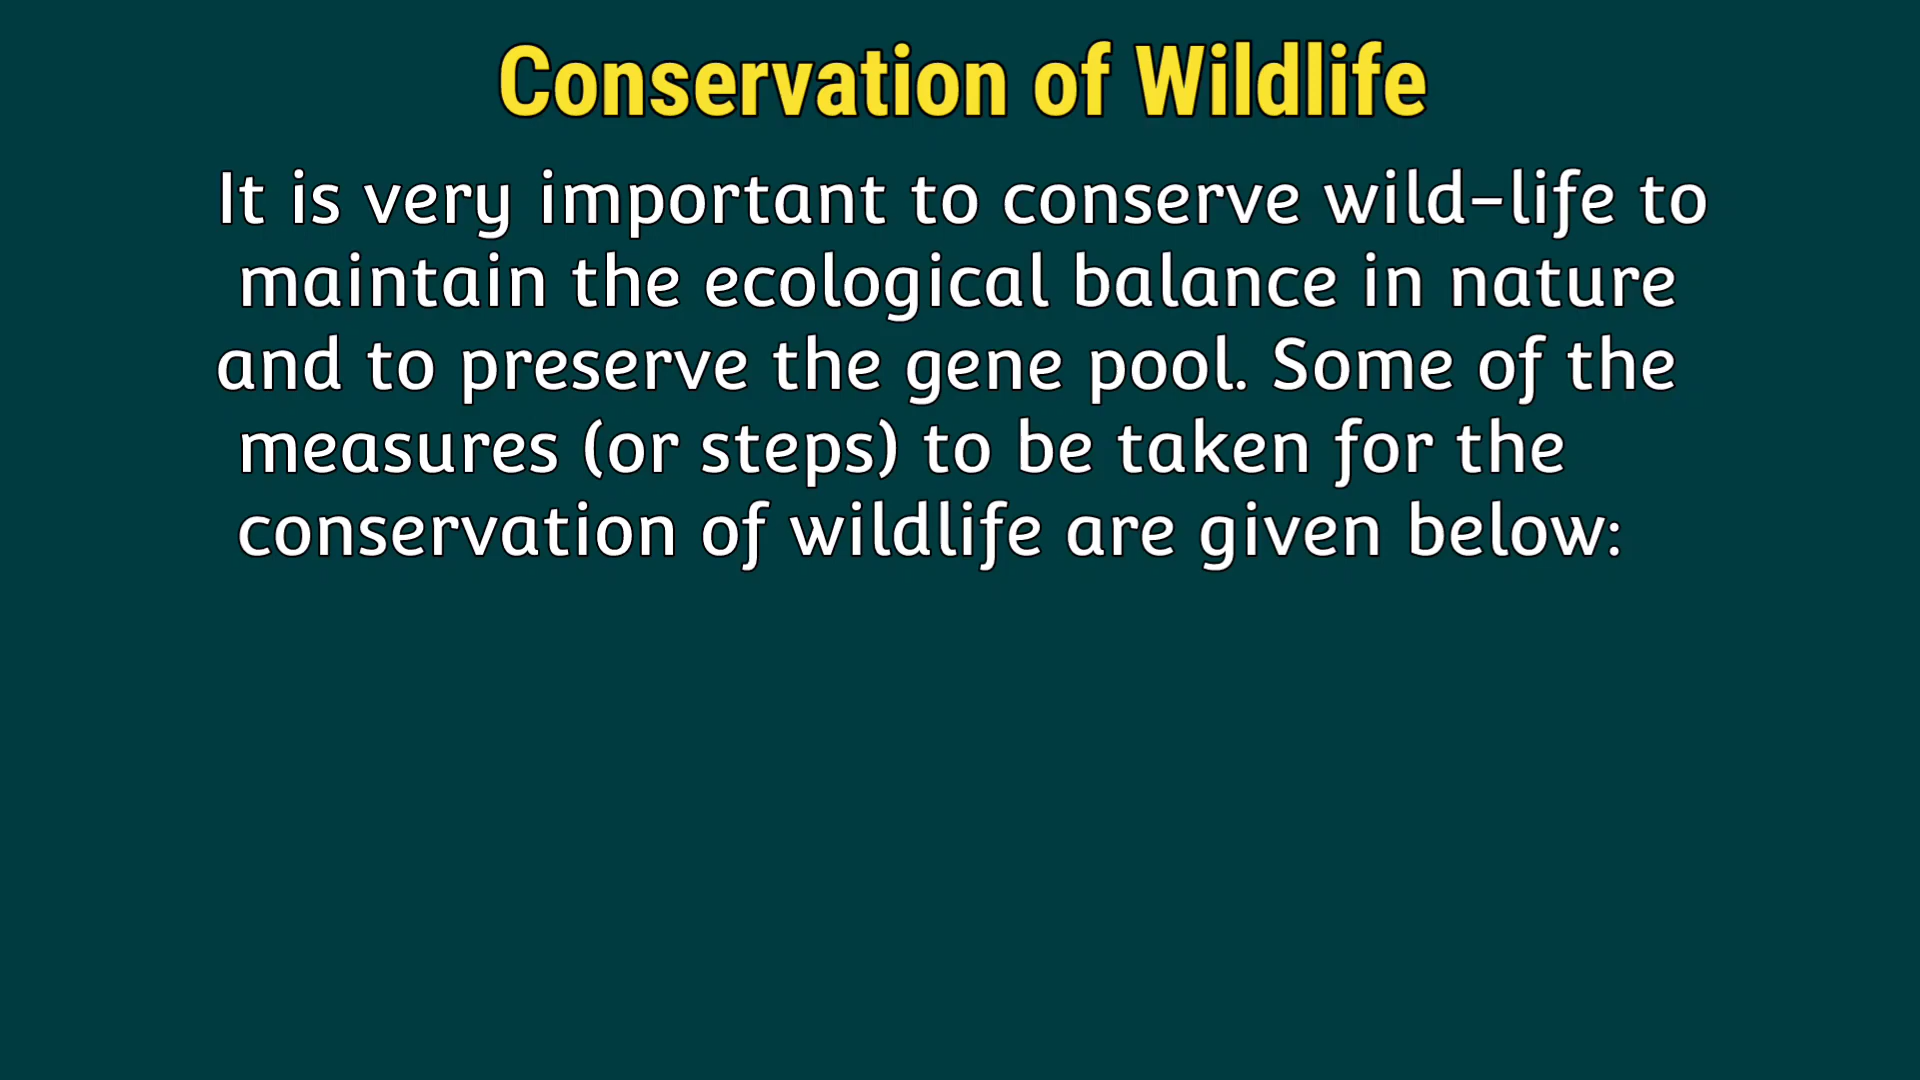 Conservation of Wildlife
It is very important to conserve wild-life to
maintain the ecological balance in nature
and to preserve the gene pool. Some of the
measures (or steps) to be taken for the
conservation of wildlife are given below: